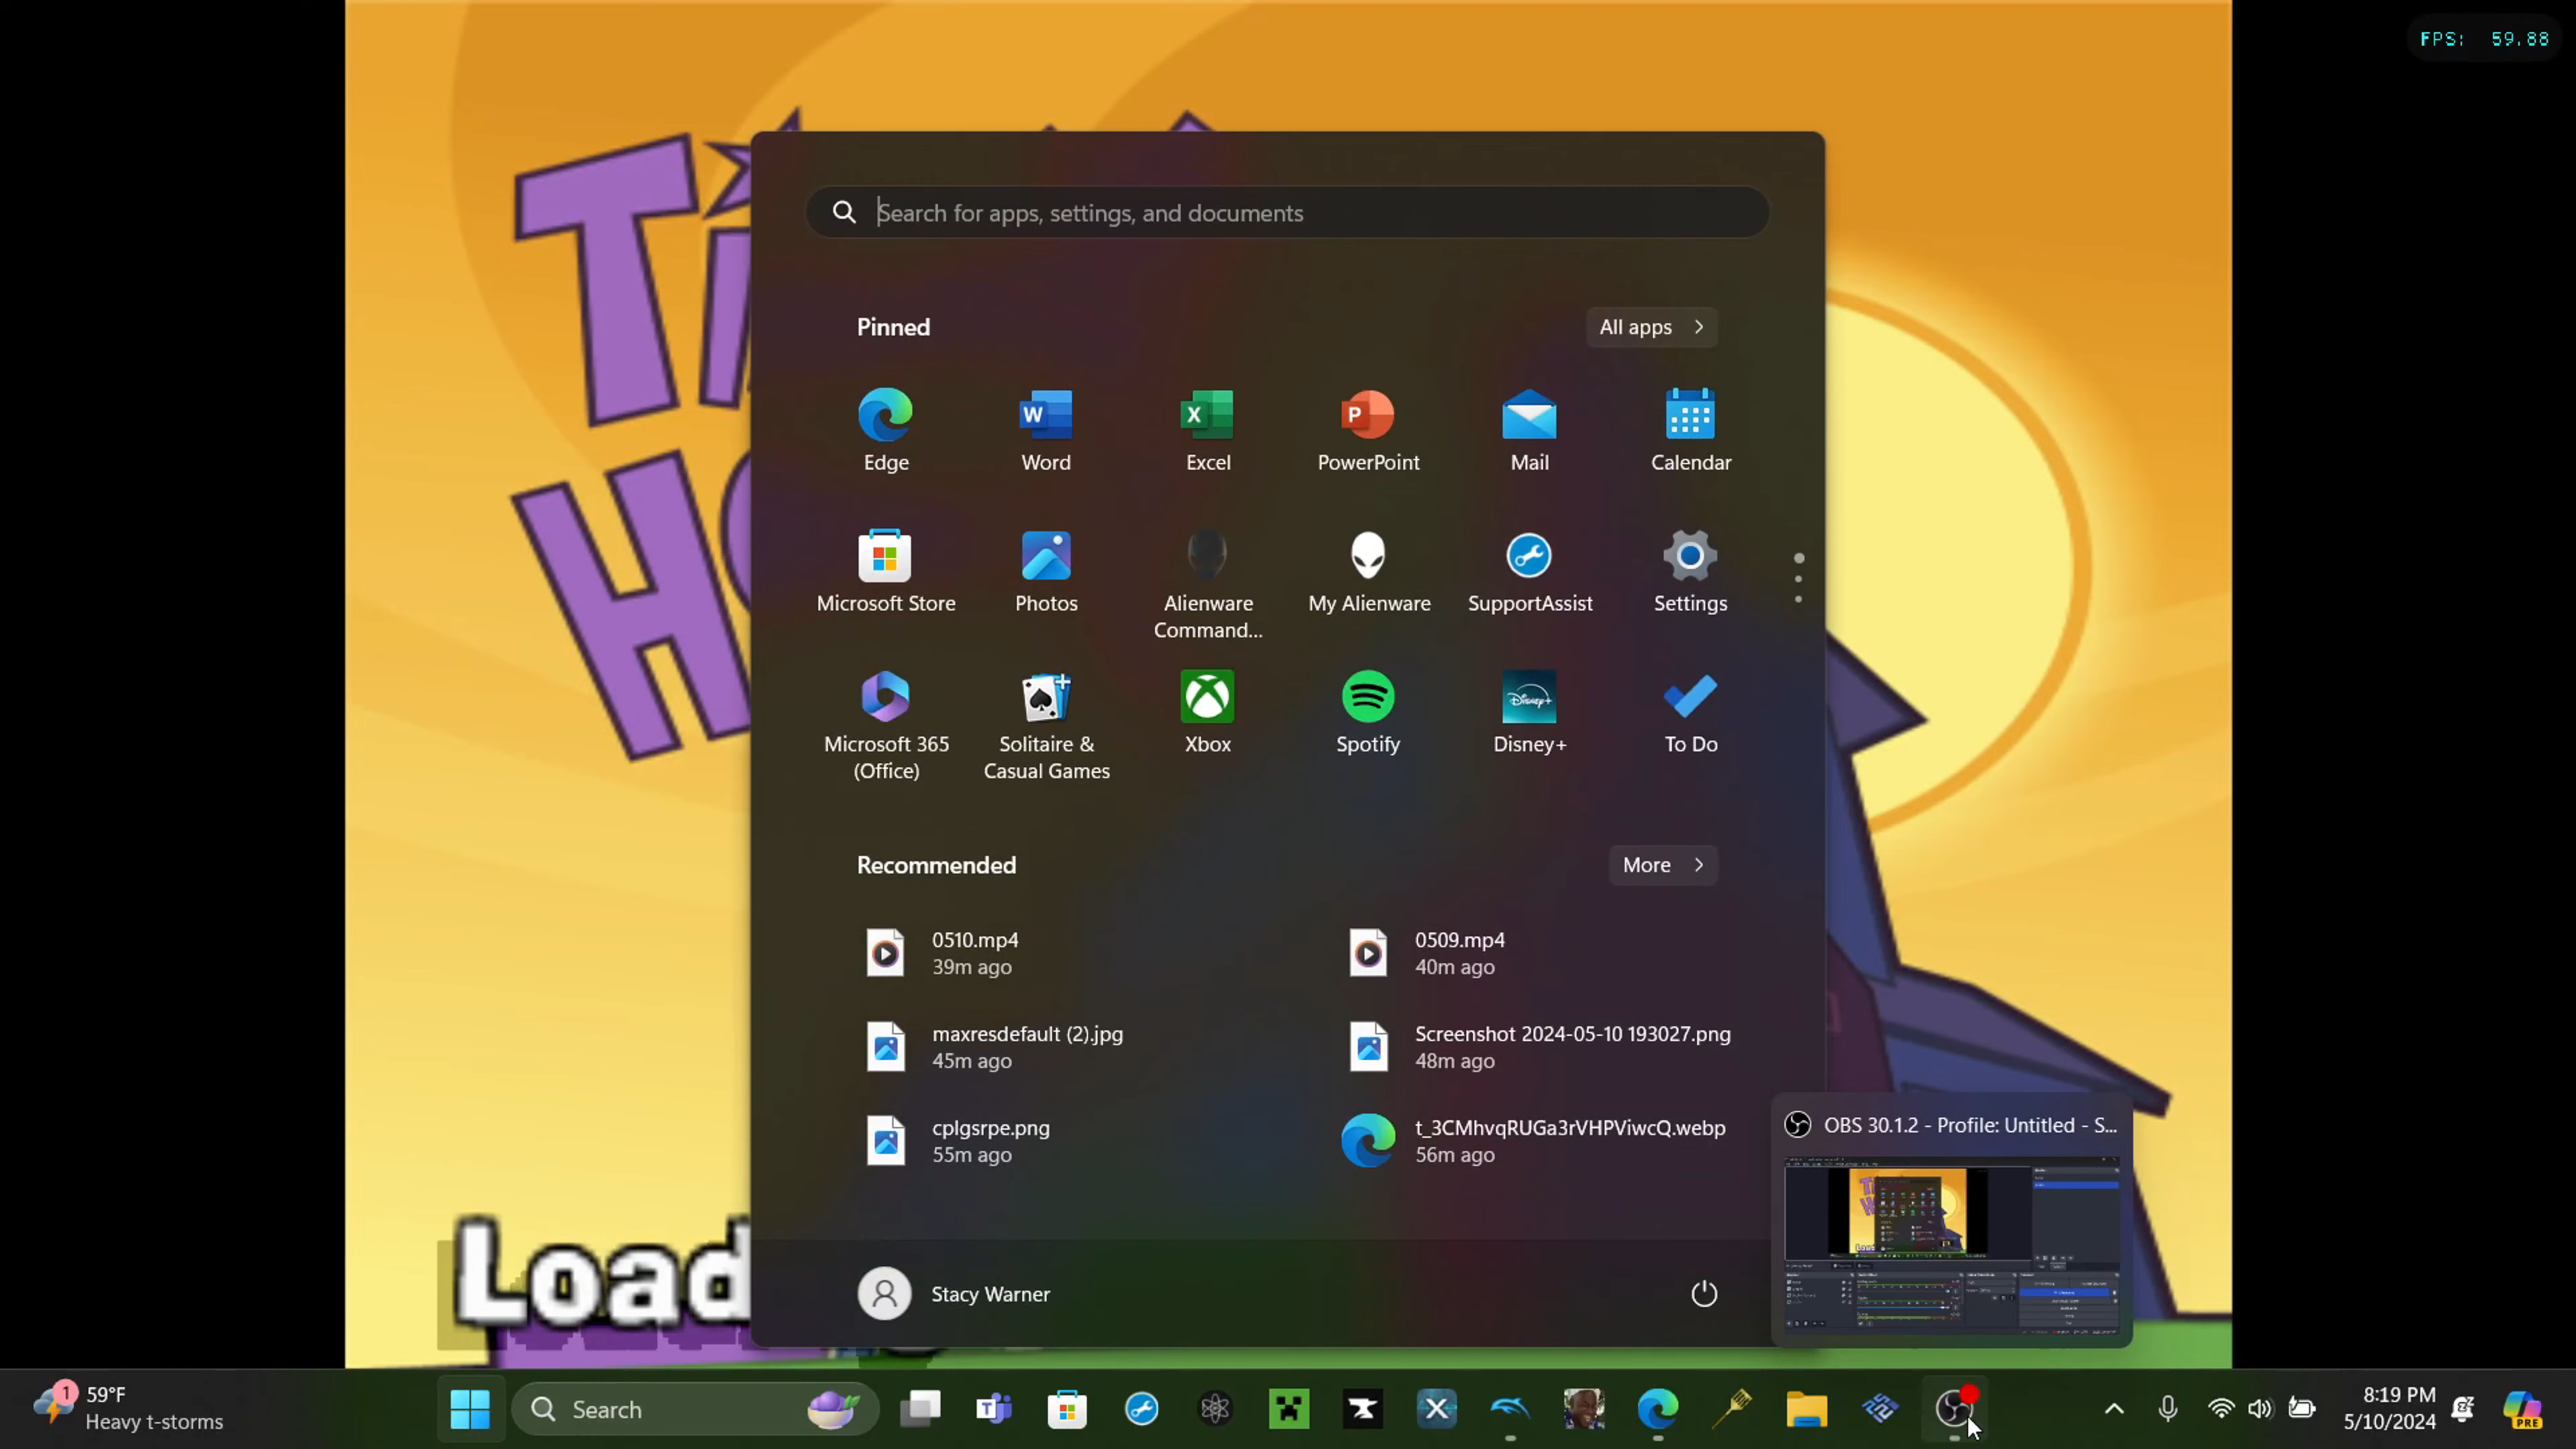 FPS: 59.88
Search for apps, settings, and documents
Pinned
All apps
Edge
Word
Excel
PowerPoint
Mail
Calendar
Microsoft Store
Photos
Alienware
Command...
My Alienware
SupportAssist
Settings
Microsoft 365
(Office)
Solitaire &
Casual Games
Xbox
Spotify
Disney+
To Do
Recommended
More
0510.mp4
39m ago
0509.mp4
40m ago
maxresdefault (2).jpg
45m ago
Screenshot 2024-05-10 193027.png
48m ago
cplgsrpe.png
55m ago
t_3CMhvqRUGa3rVHPViwcQ.webp
56m ago
OBS 30.1.2 - Profile: Untitled - S...
Load
Stacy Warner
1
59°F
Heavy t-storms
Search
8:19 PM
5/10/2024
PRE